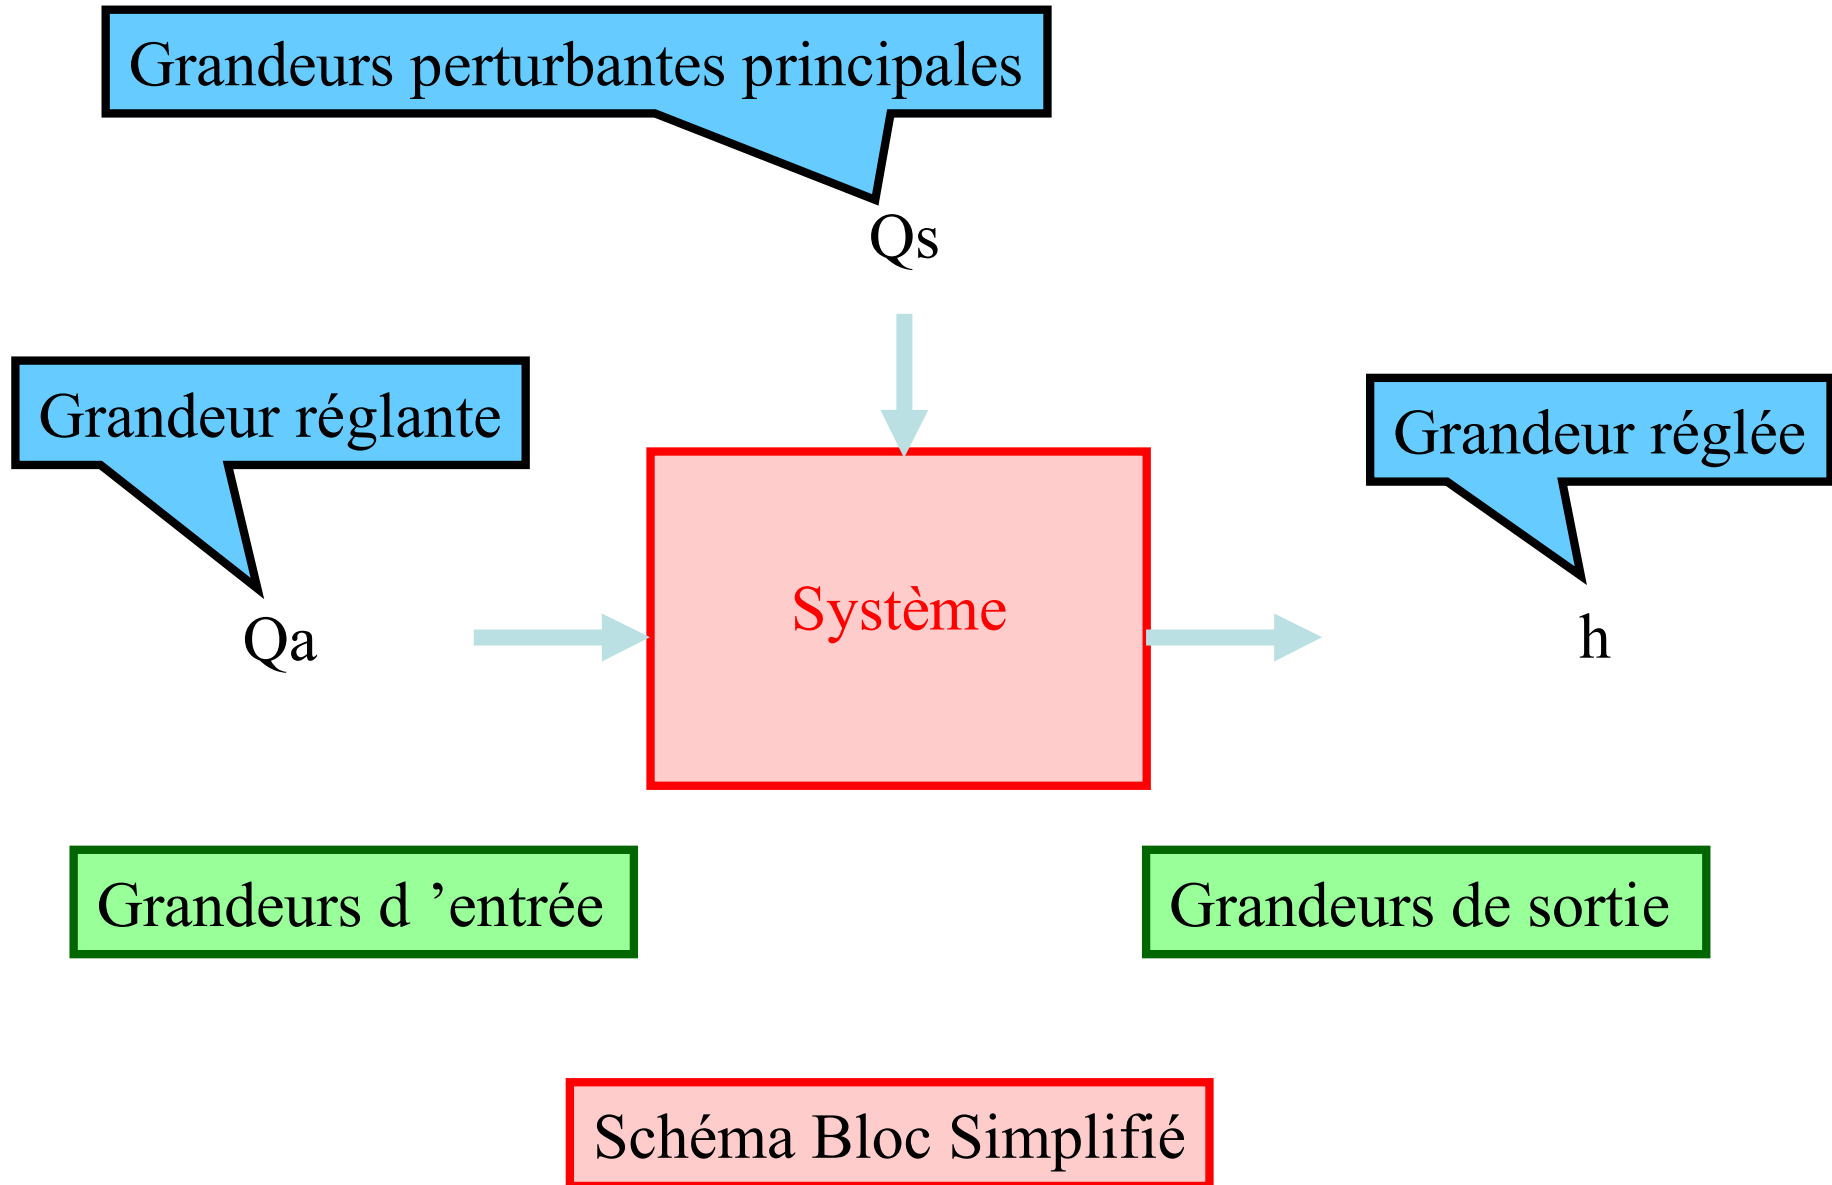 Grandeurs perturbantes principales
Qs
Grandeur réglante
Grandeur réglée
Système
Qa
h
Grandeurs d ’entrée
Grandeurs de sortie
Schéma Bloc Simplifié